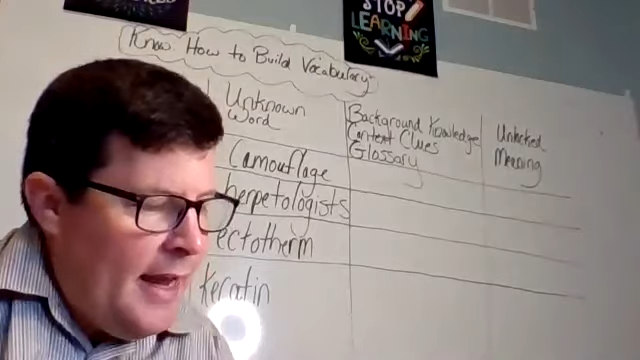 STOP
LEARNING
Know How to Build Vocabulary
Unknown
Word
Background Knowledge
Context Clues
Glossary
Unlocked
Meaning
Camouflage
herpetologists
ectotherm
Keratin